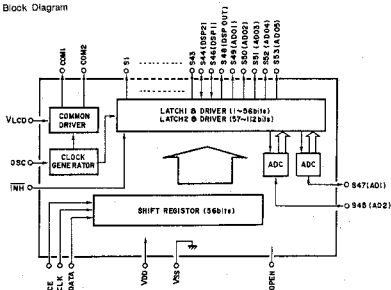 Block Diagram
COM1
COM2
S1
S43
S44(DSP2)
S46(DSP1)
S48(DSP OUT)
S49(ADO1)
S50(ADO2)
S51(ADO3)
S52(ADO4)
S53(ADO5)
VLCD
COMMON
DRIVER
LATCH1 & DRIVER (1~56bits)
LATCH2 & DRIVER (57~112bits)
OSC
CLOCK
GENERATOR
ADC
ADC
INH
S47(AD1)
S45(AD2)
SHIFT REGISTER (56bits)
CE
CLK
DATA
VDD
VSS
OPEN